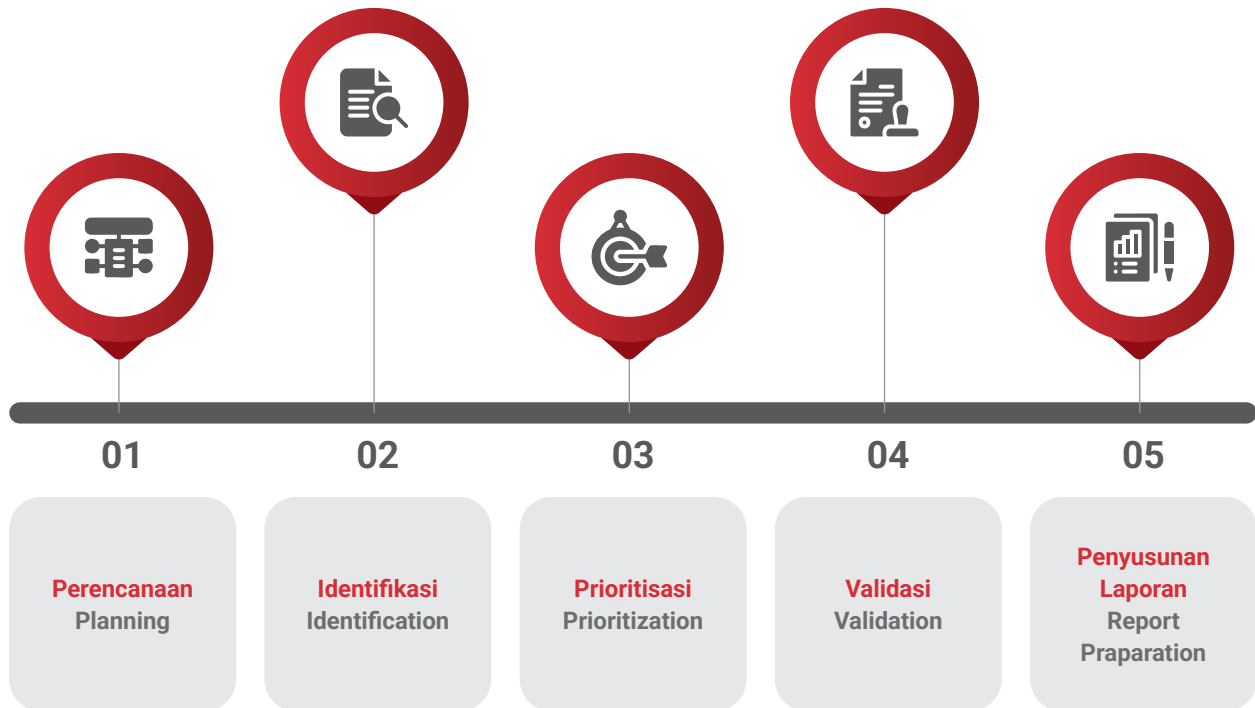 01
02
03
04
05
Perencanaan
Planning
Identifikasi
Identification
Prioritisasi
Prioritization
Validasi
Validation
Penyusunan
Laporan
Report
Praparation